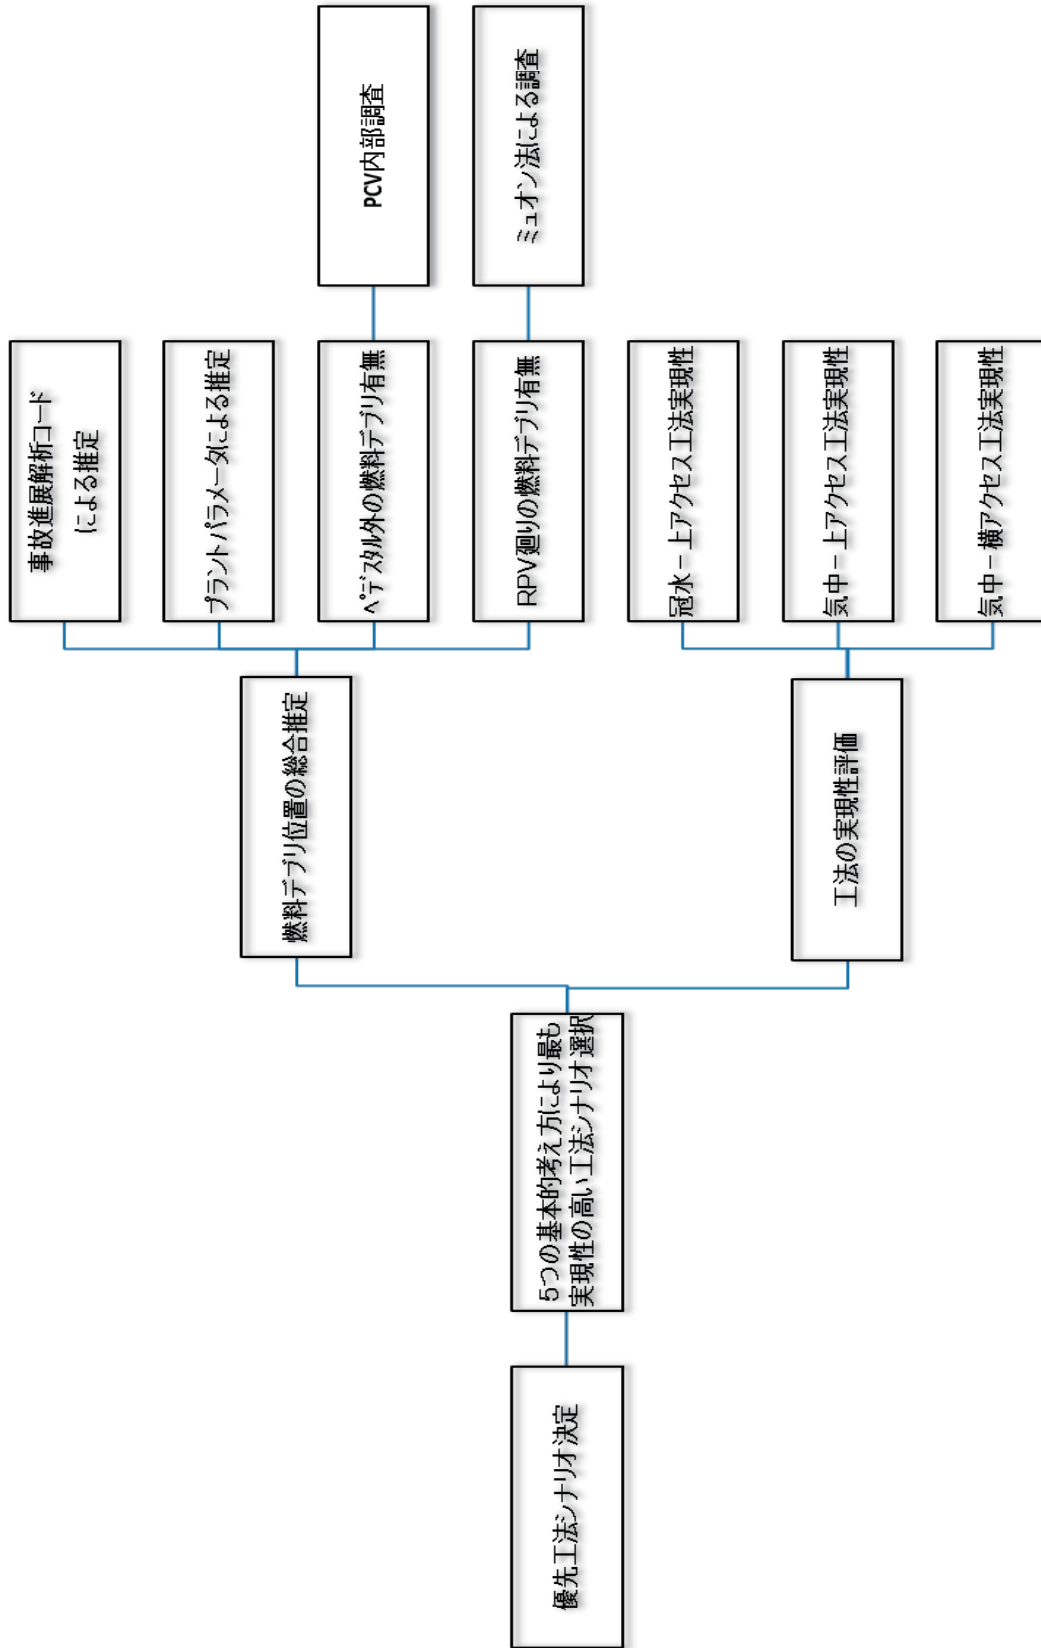 優先工法シナリオ決定
5つの基本的考え方により最も
実現性の高い工法シナリオ選択
燃料デブリ位置の総合推定
工法の実現性評価
事故進展解析コード
による推定
プラントパラメータによる推定
ペデスタル外の燃料デブリ有無
RPV廻りの燃料デブリ有無
冠水－上アクセス工法実現性
気中－上アクセス工法実現性
気中－横アクセス工法実現性
PCV内部調査
ミュオン法による調査